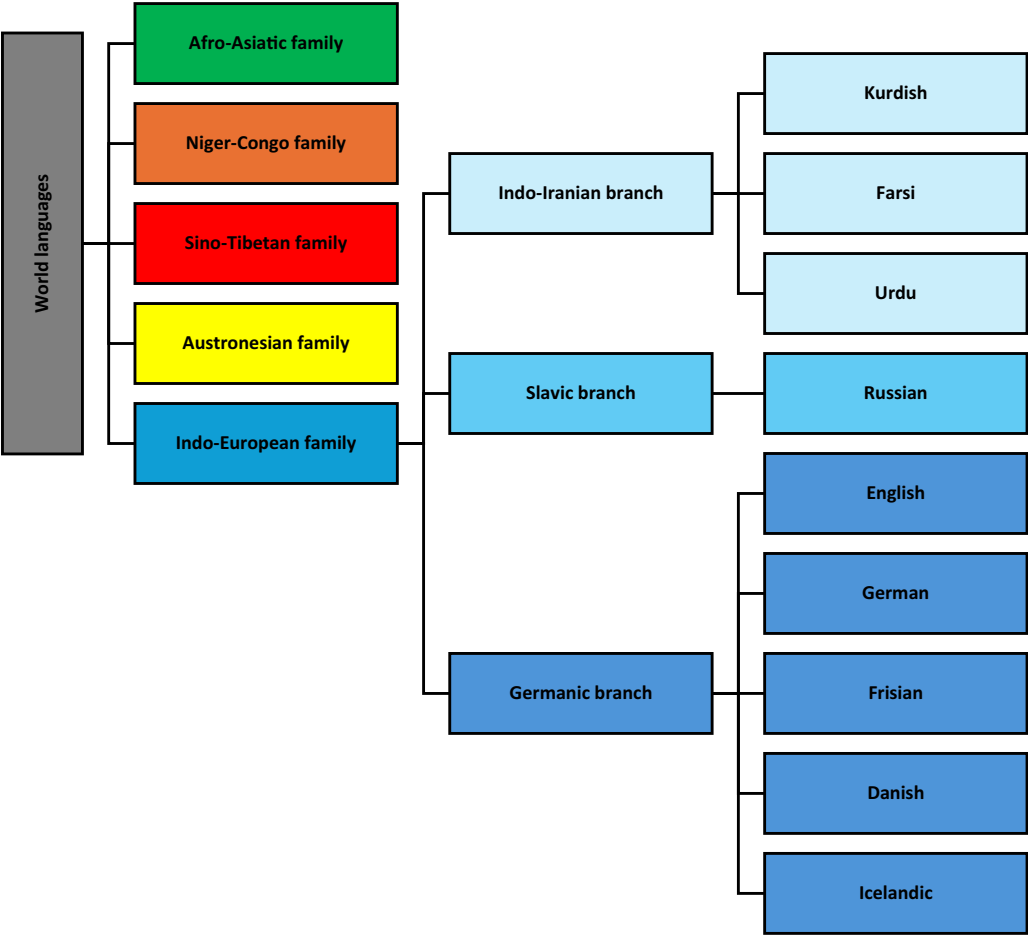 World languages
Afro-Asiatic family
Niger-Congo family
Sino-Tibetan family
Austronesian family
Indo-European family
Indo-Iranian branch
Slavic branch
Germanic branch
Kurdish
Farsi
Urdu
Russian
English
German
Frisian
Danish
Icelandic